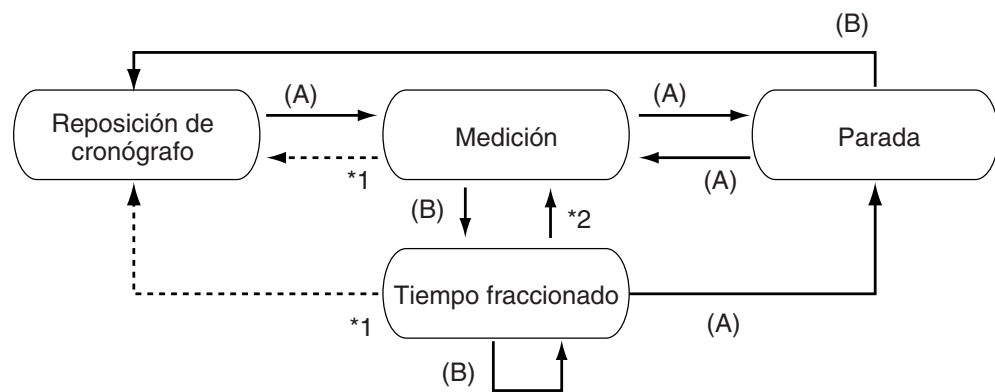 (B)
(A)
(A)
Reposición de
cronógrafo
Medición
Parada
*1
(A)
(B)
*2
Tiempo fraccionado
*1
(A)
(B)